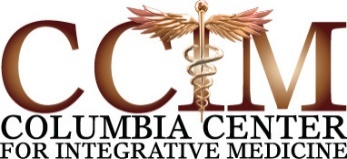 CCIM
COLUMBIA CENTER
FOR INTEGRATIVE MEDICINE